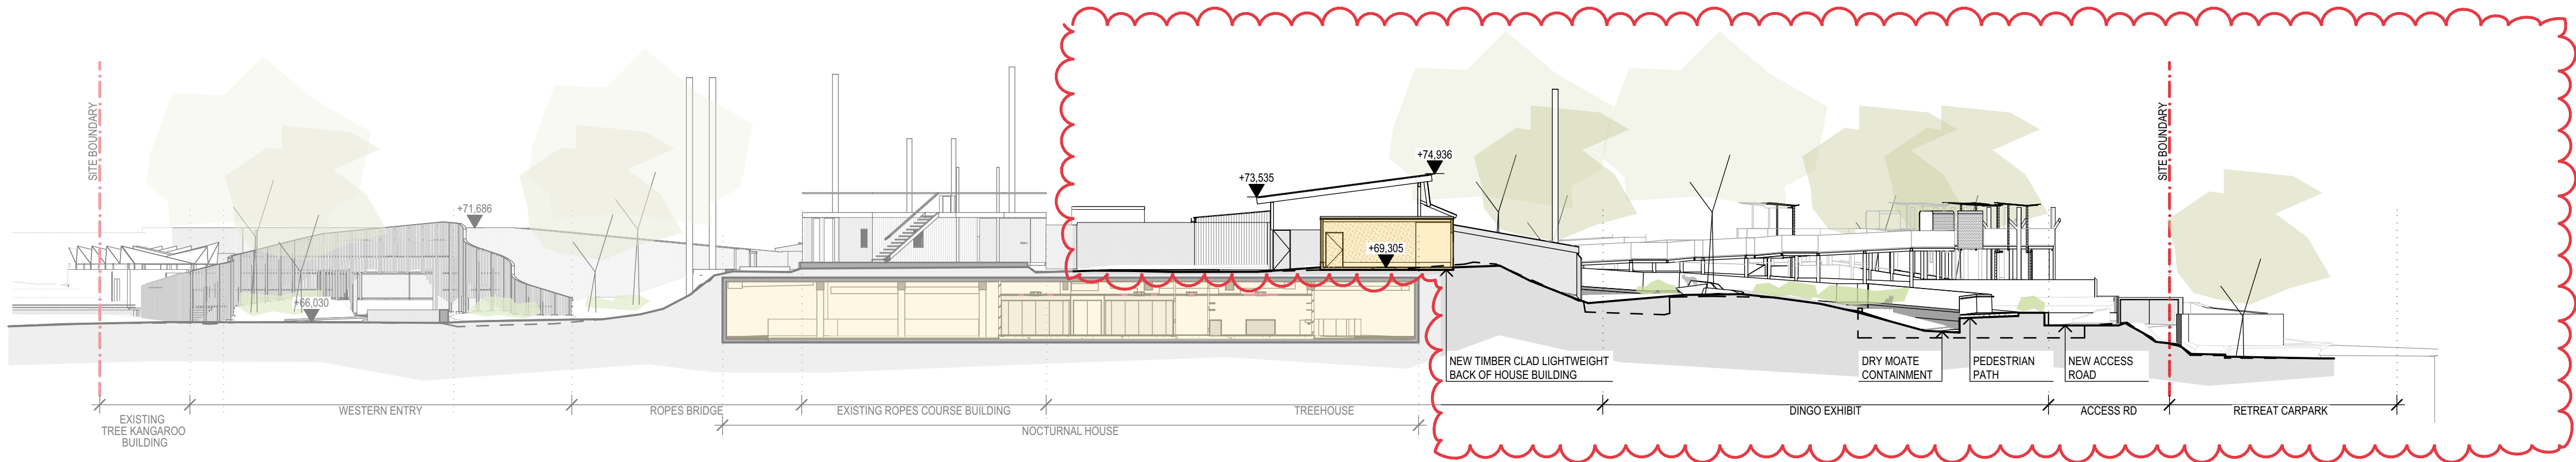 SITE BOUNDARY
+71,686
+66,030
+73,535
+74,936
+69,305
SITE BOUNDARY
NEW TIMBER CLAD LIGHTWEIGHT
BACK OF HOUSE BUILDING
DRY MOATE
CONTAINMENT
PEDESTRIAN
PATH
NEW ACCESS
ROAD
EXISTING
TREE KANGAROO
BUILDING
WESTERN ENTRY
ROPES BRIDGE
EXISTING ROPES COURSE BUILDING
TREEHOUSE
DINGO EXHIBIT
ACCESS RD
RETREAT CARPARK
NOCTURNAL HOUSE